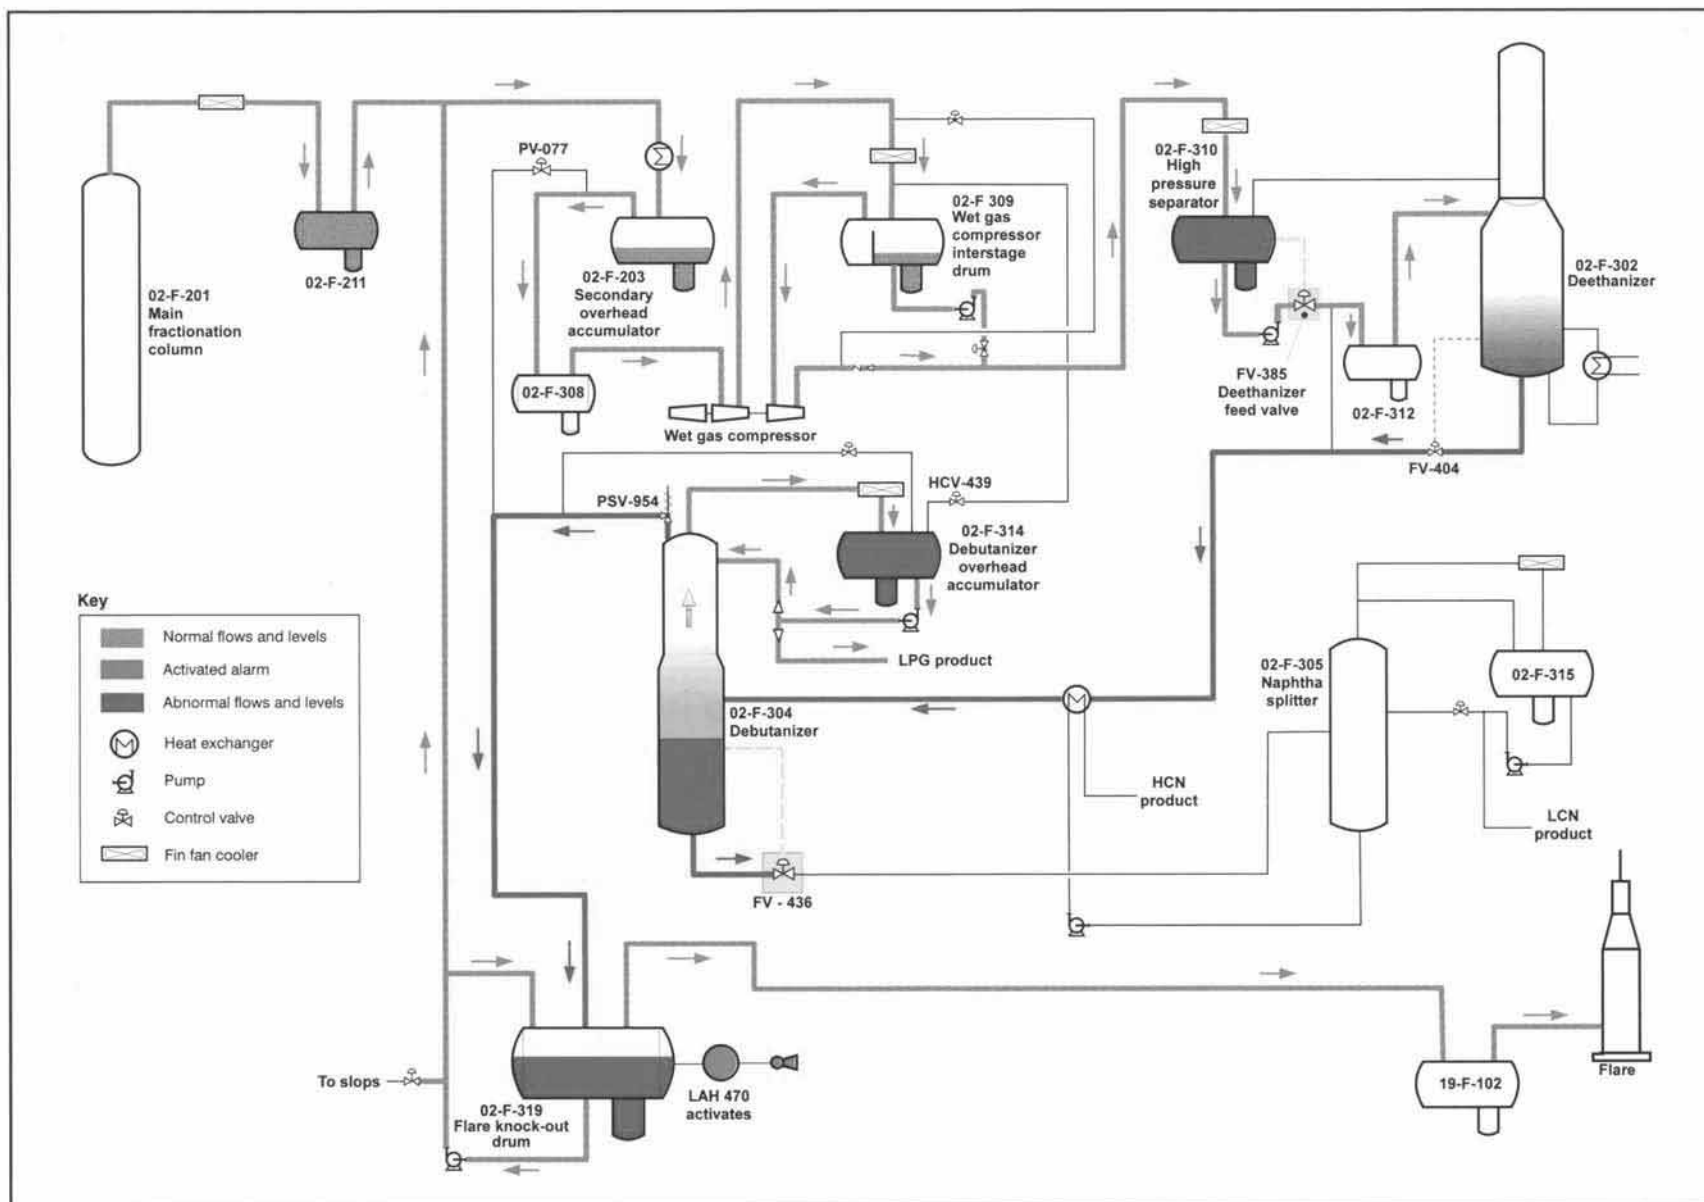 PV-077
02-F-310
High
pressure
separator
02-F 309
Wet gas
compressor
interstage
drum
02-F-201
Main
fractionation
column
02-F-211
02-F-203
Secondary
overhead
accumulator
02-F-302
Deethanizer
02-F-308
FV-385
Deethanizer
feed valve
02-F-312
Wet gas compressor
FV-404
PSV-954
HCV-439
02-F-314
Debutanizer
overhead
accumulator
Key
Normal flows and levels
Activated alarm
Abnormal flows and levels
Heat exchanger
Pump
Control valve
Fin fan cooler
LPG product
02-F-304
Debutanizer
02-F-305
Naphtha
splitter
02-F-315
HCN
product
LCN
product
FV - 436
To slops
02-F-319
Flare knock-out
drum
LAH 470
activates
19-F-102
Flare